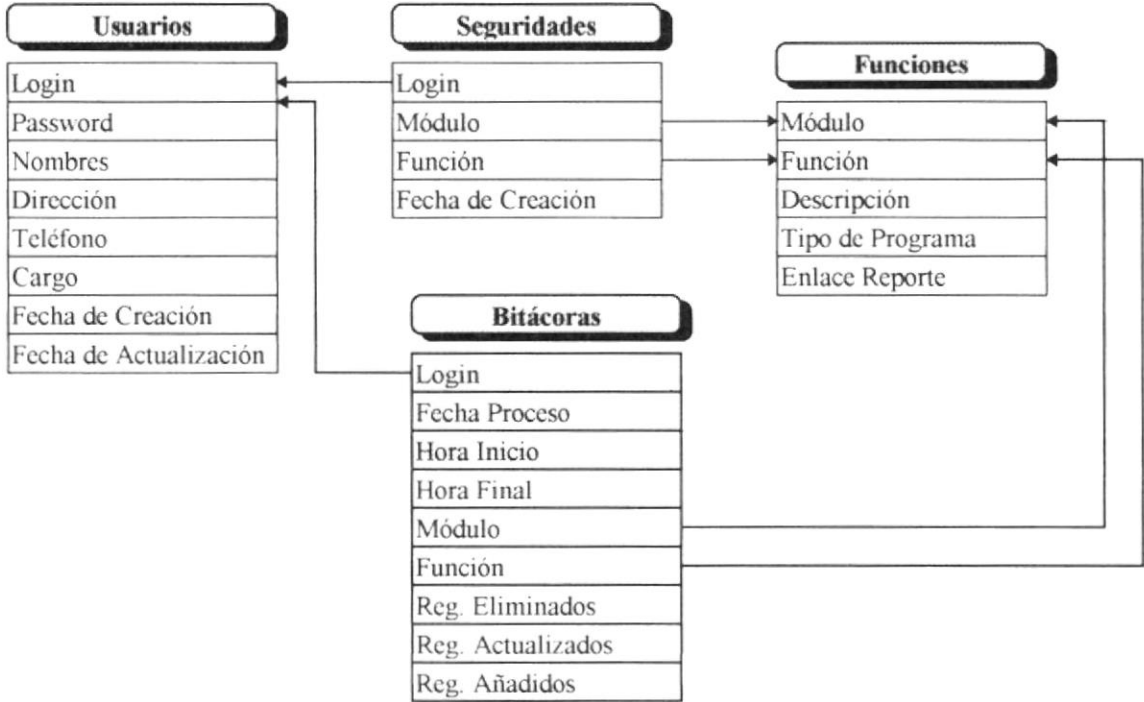 Usuarios
Login
Password
Nombres
Dirección
Teléfono
Cargo
Fecha de Creación
Fecha de Actualización
Seguridades
Login
Módulo
Función
Fecha de Creación
Funciones
Módulo
Función
Descripción
Tipo de Programa
Enlace Reporte
Bitácoras
Login
Fecha Proceso
Hora Inicio
Hora Final
Módulo
Función
Reg. Eliminados
Reg. Actualizados
Reg. Añadidos